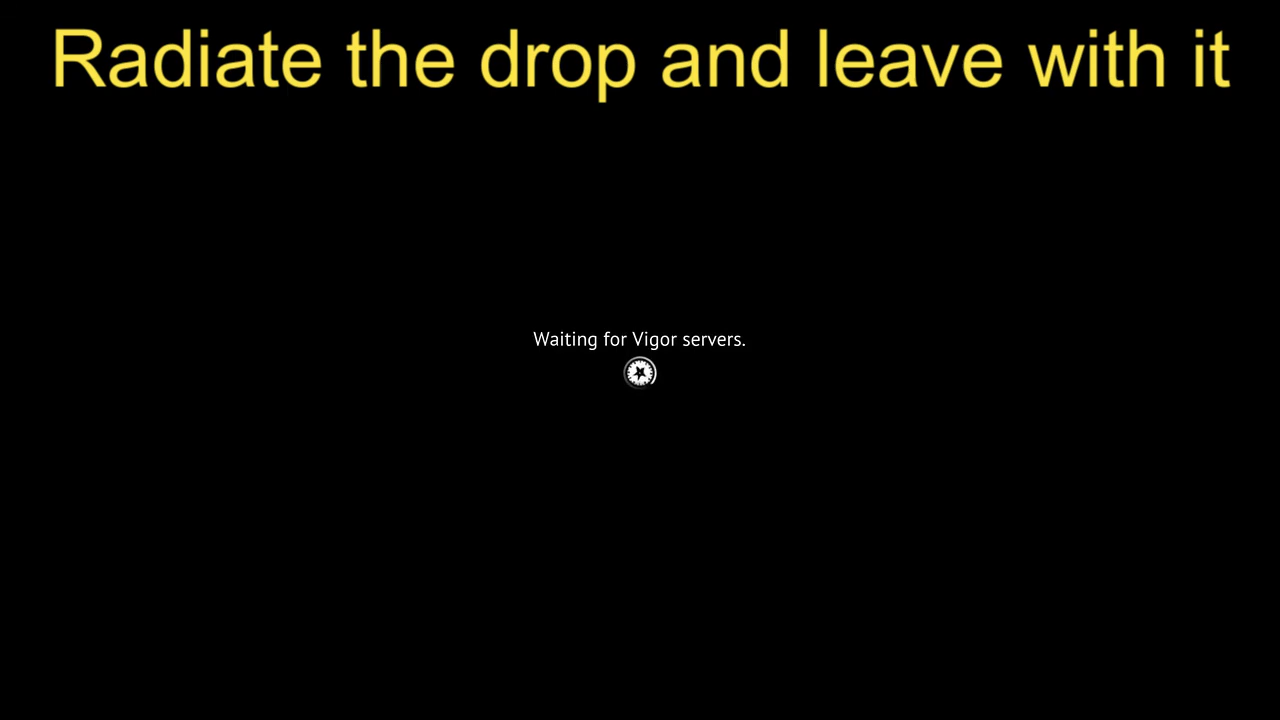 Radiate the drop and leave with it
Waiting for Vigor servers.